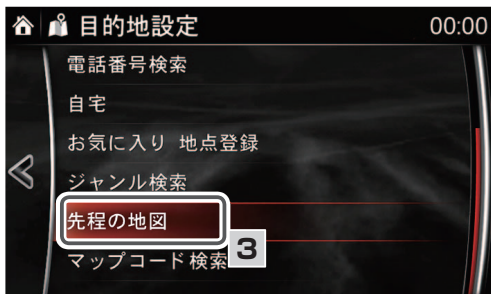 目的地設定 00:00
電話番号検索
自宅
お気に入り 地点登録
ジャンル検索
先程の地図
3
マップコード検索